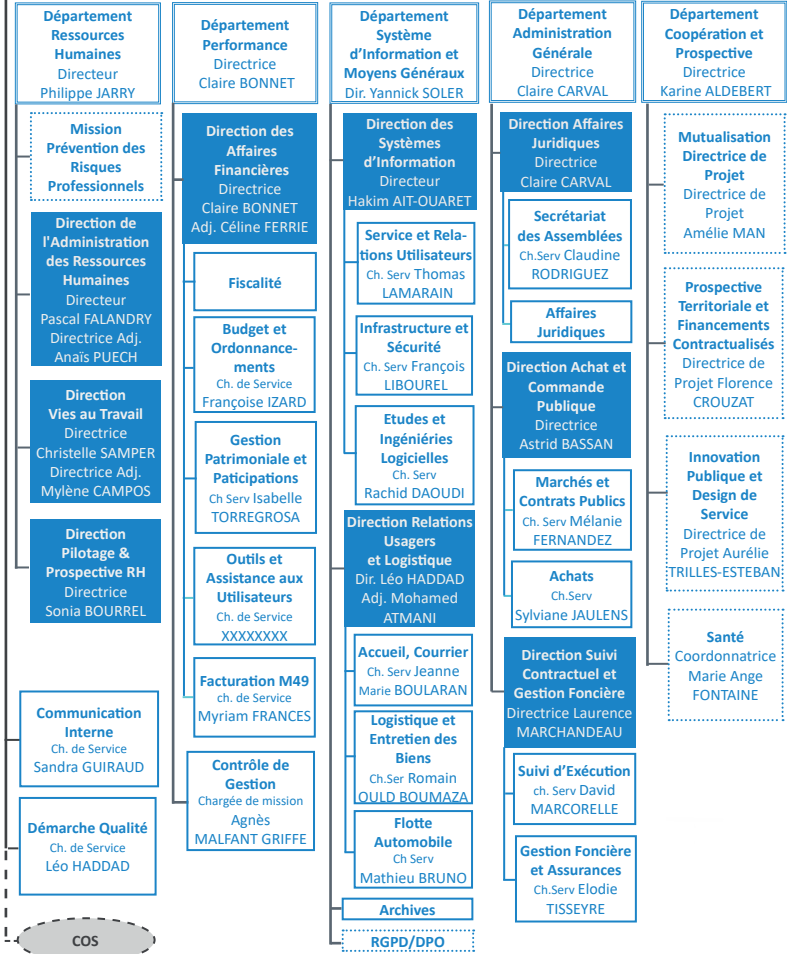 Département
Ressources
Humaines
Directeur
Philippe JARRY
Mission
Prévention des
Risques
Professionnels
Direction de
l'Administration
des Ressources
Humaines
Directeur
Pascal FALANDRY
Directrice Adj.
Anaïs PUECH
Direction
Vies au Travail
Directrice
Christelle SAMPER
Directrice Adj.
Mylène CAMPOS
Direction
Pilotage &
Prospective RH
Directrice
Sonia BOURREL
Communication
Interne
Ch. de Service
Sandra GUIRAUD
Démarche Qualité
Ch. de Service
Léo HADDAD
COS
Département
Performance
Directrice
Claire BONNET
Direction des
Affaires
Financières
Directrice
Claire BONNET
Adj. Céline FERRIE
Fiscalité
Budget et
Ordonnance-
ments
Ch. de Service
Françoise IZARD
Gestion
Patrimoniale et
Paticipations
Ch Serv Isabelle
TORREGROSA
Outils et
Assistance aux
Utilisateurs
Ch. de Service
XXXXXXXX
Facturation M49
ch. de Service
Myriam FRANCES
Contrôle de
Gestion
Chargée de mission
Agnès
MALFANT GRIFFE
Département
Système
d'Information et
Moyens Généraux
Dir. Yannick SOLER
Direction des
Systèmes
d'Information
Directeur
Hakim AIT-OUARET
Service et Rela-
tions Utilisateurs
Ch. Serv Thomas
LAMARAIN
Infrastructure et
Sécurité
Ch. Serv François
LIBOUREL
Etudes et
Ingéniéries
Logicielles
Ch. Serv
Rachid DAOUDI
Direction Relations
Usagers
et Logistique
Dir. Léo HADDAD
Adj. Mohamed
ATMANI
Accueil, Courrier
Ch. Serv Jeanne
Marie BOULARAN
Logistique et
Entretien des
Biens
Ch.Ser Romain
OULD BOUMAZA
Flotte
Automobile
Ch Serv
Mathieu BRUNO
Archives
RGPD/DPO
Département
Administration
Générale
Directrice
Claire CARVAL
Direction Affaires
Juridiques
Directrice
Claire CARVAL
Secrétariat
des Assemblées
Ch.Serv Claudine
RODRIGUEZ
Affaires
Juridiques
Direction Achat et
Commande
Publique
Directrice
Astrid BASSAN
Marchés et
Contrats Publics
Ch. Serv Mélanie
FERNANDEZ
Achats
Ch.Serv
Sylviane JAULENS
Direction Suivi
Contractuel et
Gestion Foncière
Directrice Laurence
MARCHANDEAU
Suivi d'Exécution
ch. Serv David
MARCORELLE
Gestion Foncière
et Assurances
Ch.Serv Elodie
TISSEYRE
Département
Coopération et
Prospective
Directrice
Karine ALDEBERT
Mutualisation
Directrice de
Projet
Directrice de
Projet
Amélie MAN
Prospective
Territoriale et
Financements
Contractualisés
Directrice de
Projet Florence
CROUZAT
Innovation
Publique et
Design de
Service
Directrice de
Projet Aurélie
TRILLES-ESTEBAN
Santé
Coordonnatrice
Marie Ange
FONTAINE